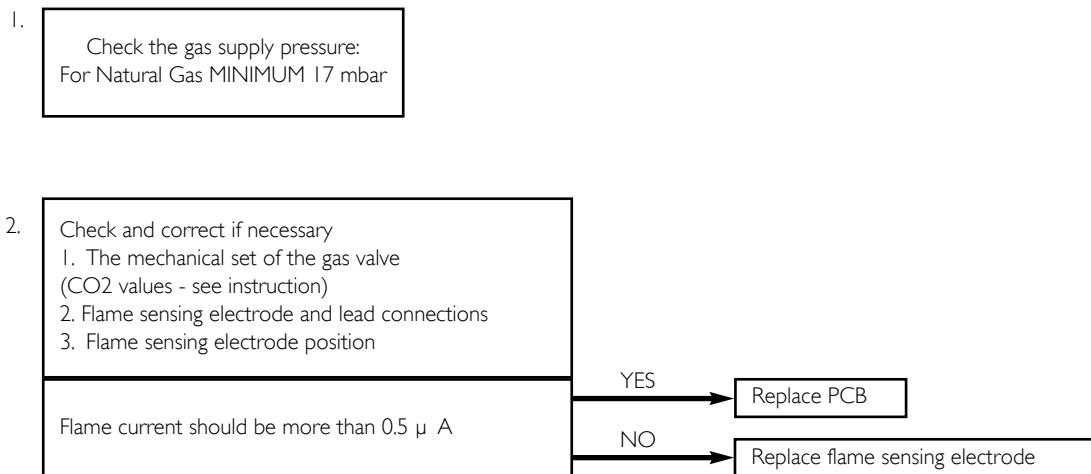 1.
Check the gas supply pressure:
For Natural Gas MINIMUM 17 mbar
2.
Check and correct if necessary
1. The mechanical set of the gas valve
(CO2 values - see instruction)
2. Flame sensing electrode and lead connections
3. Flame sensing electrode position
Flame current should be more than 0.5 μ A
YES
Replace PCB
NO
Replace flame sensing electrode